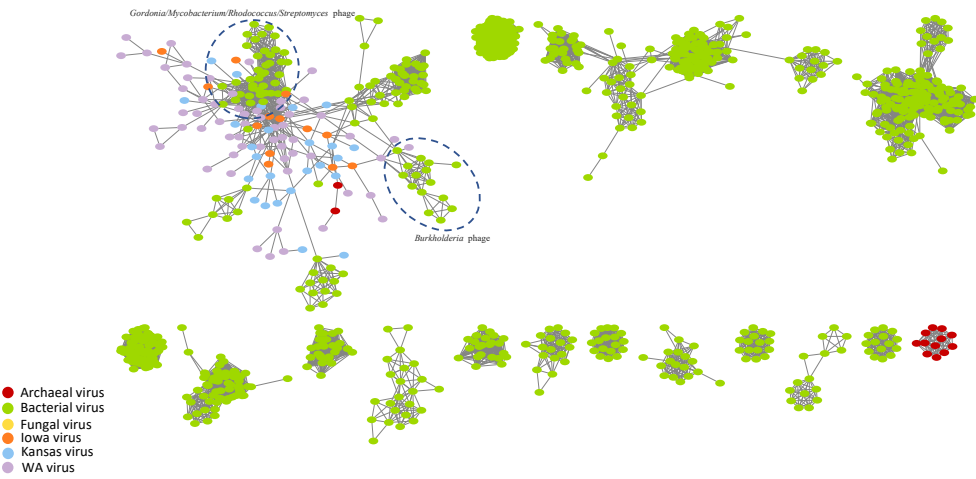 Gordonia/Mycobacterium/Rhodococcus/Streptomyces phage
Burkholderia phage
Archaeal virus
Bacterial virus
Fungal virus
Iowa virus
Kansas virus
WA virus